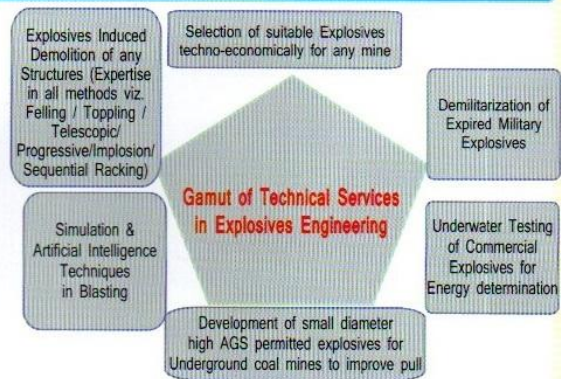 Explosives Induced
Demolition of any
Structures (Expertise
in all methods viz.
Felling / Toppling /
Telescopic/
Progressive/Implosion/
Sequential Racking)
Selection of suitable Explosives
techno-economically for any mine
Demilitarization of
Expired Military
Explosives
Gamut of Technical Services
in Explosives Engineering
Simulation &
Artificial Intelligence
Techniques
in Blasting
Underwater Testing
of Commercial
Explosives for
Energy determination
Development of small diameter
high AGS permitted explosives for
Underground coal mines to improve pull